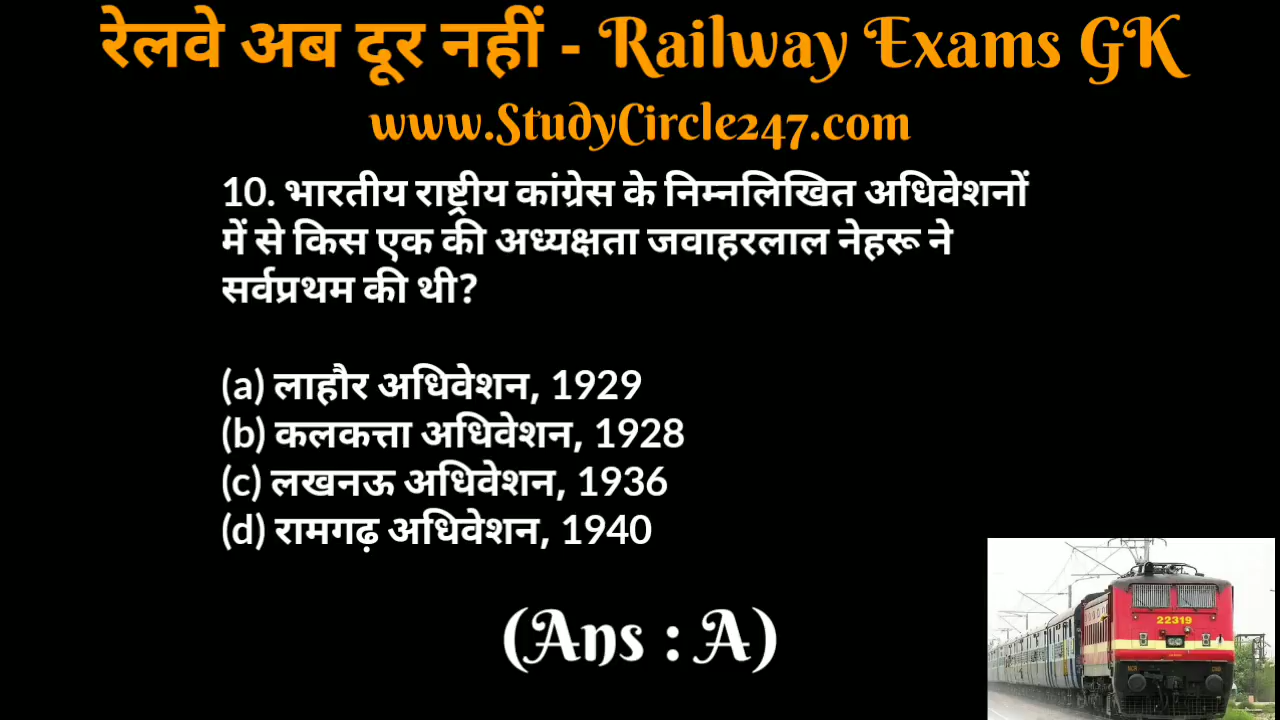 रेलवे अब दूर नहीं - Railway Exams GK
www.StudyCircle247.com
10. भारतीय राष्ट्रीय कांग्रेस के निम्नलिखित अधिवेशनों
में से किस एक की अध्यक्षता जवाहरलाल नेहरू ने
सर्वप्रथम की थी?
(a) लाहौर अधिवेशन, 1929
(b) कलकत्ता अधिवेशन, 1928
(c) लखनऊ अधिवेशन, 1936
(d) रामगढ़ अधिवेशन, 1940
(Ans : A)
22319